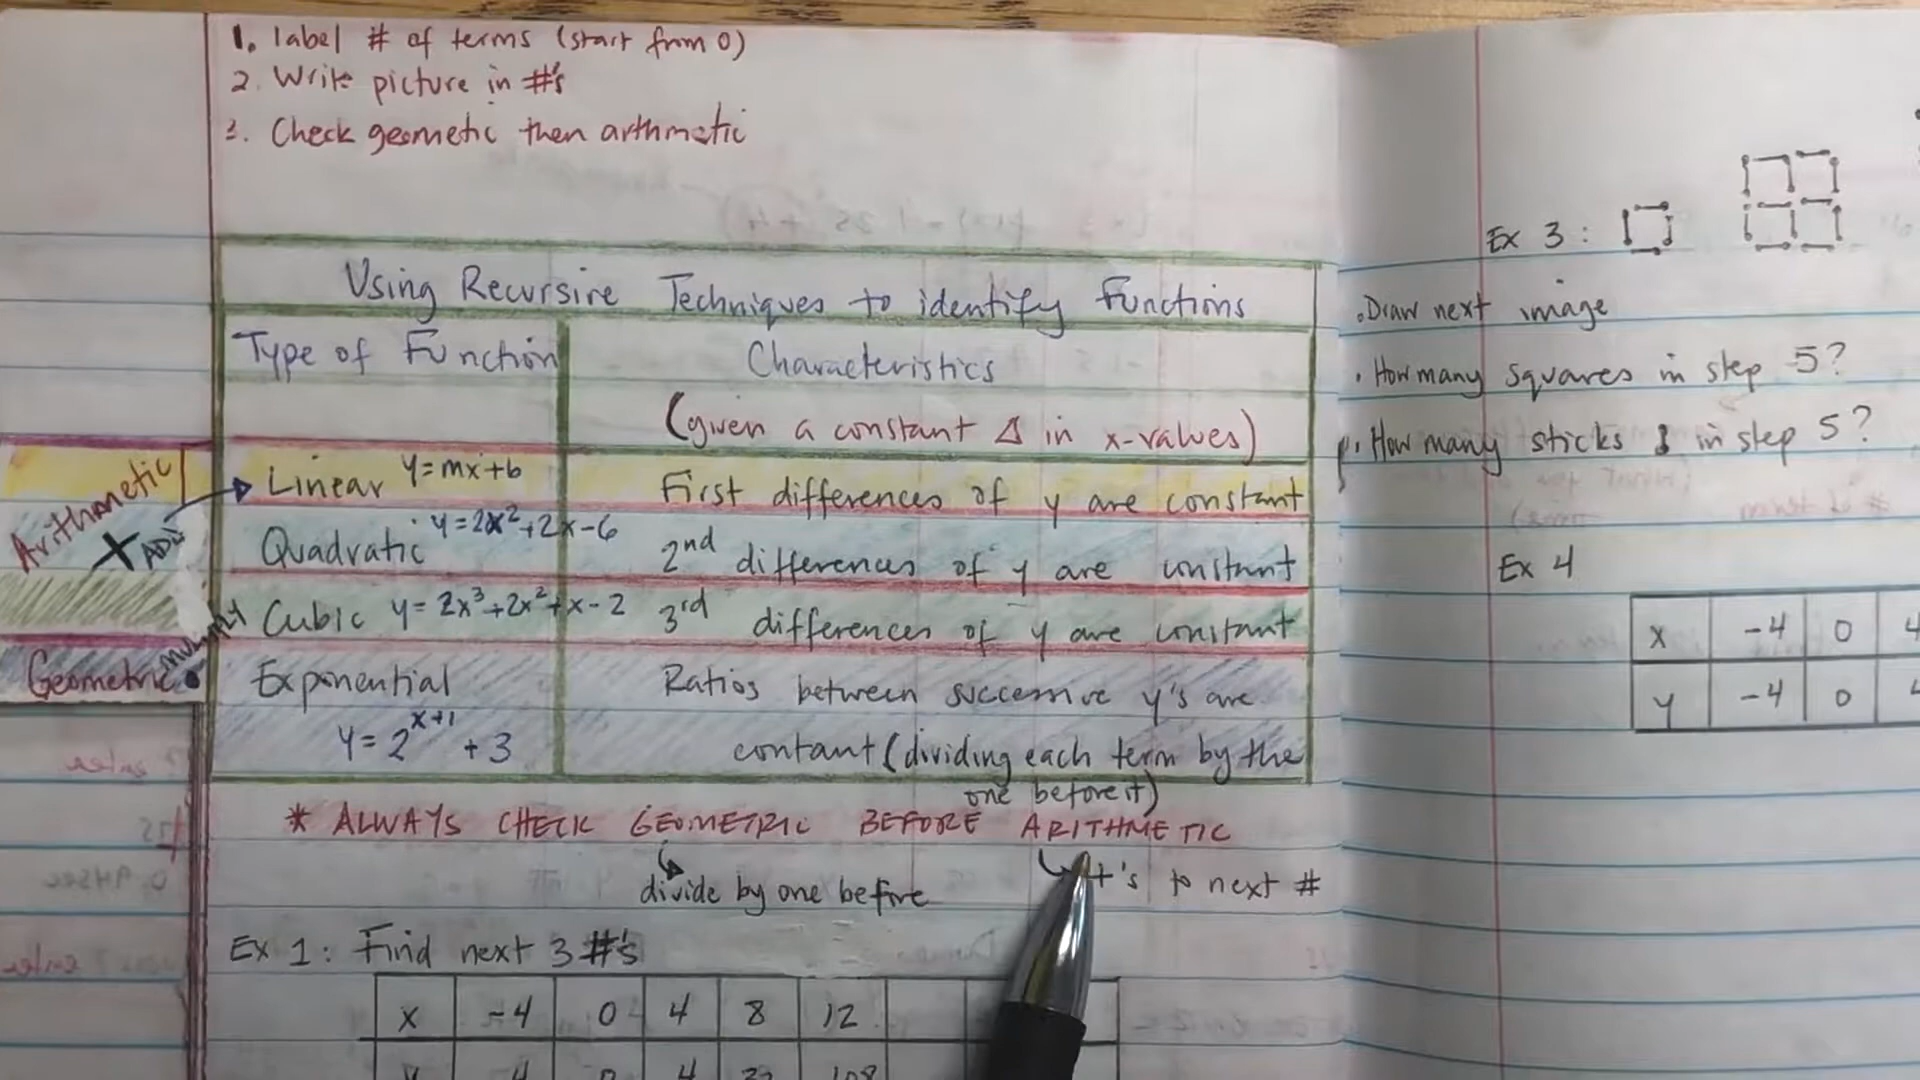 1. label # of terms (start from 0)
2. Write picture in #'s
3. Check geometic then arthmetic
Using Recursive Techniques to identify Functions
Type of Function
Characteristics
(given a constant Δ in x-values)
Arithmetic
Linear y=mx+b
First differences of y are constant
ADD
Quadratic y=2x²+2x-6
2nd differences of y are constant
Cubic y=2x³+2x²+x-2
3rd differences of y are constant
Geometric
Exponential
Ratios between successive y's are
y=2^(x+1)+3
contant (dividing each term by the
one before it)
* ALWAYS CHECK GEOMETRIC BEFORE ARITHMETIC
divide by one before
to next #
Ex 1: Find next 3 #'s
X -4 0 4 8 12
Ex 3:
.Draw next image
. How many squares in step 5?
. How many sticks in step 5?
Ex 4
X -4 0 4
y -4 0